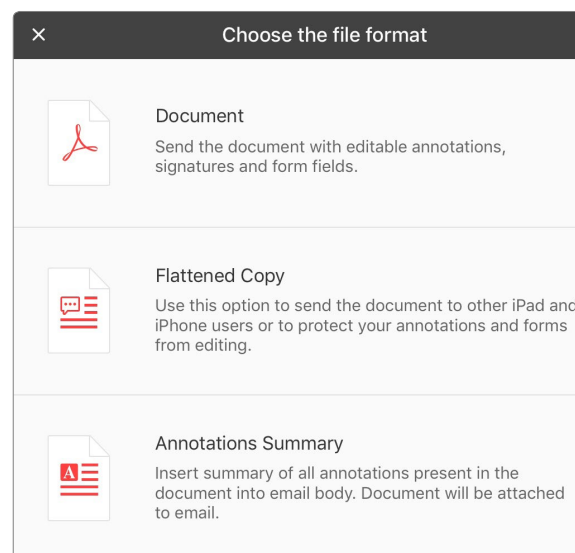 Choose the file format
Document
Send the document with editable annotations,
signatures and form fields.
Flattened Copy
Use this option to send the document to other iPad and
iPhone users or to protect your annotations and forms
from editing.
A
Annotations Summary
Insert summary of all annotations present in the
document into email body. Document will be attached
to email.